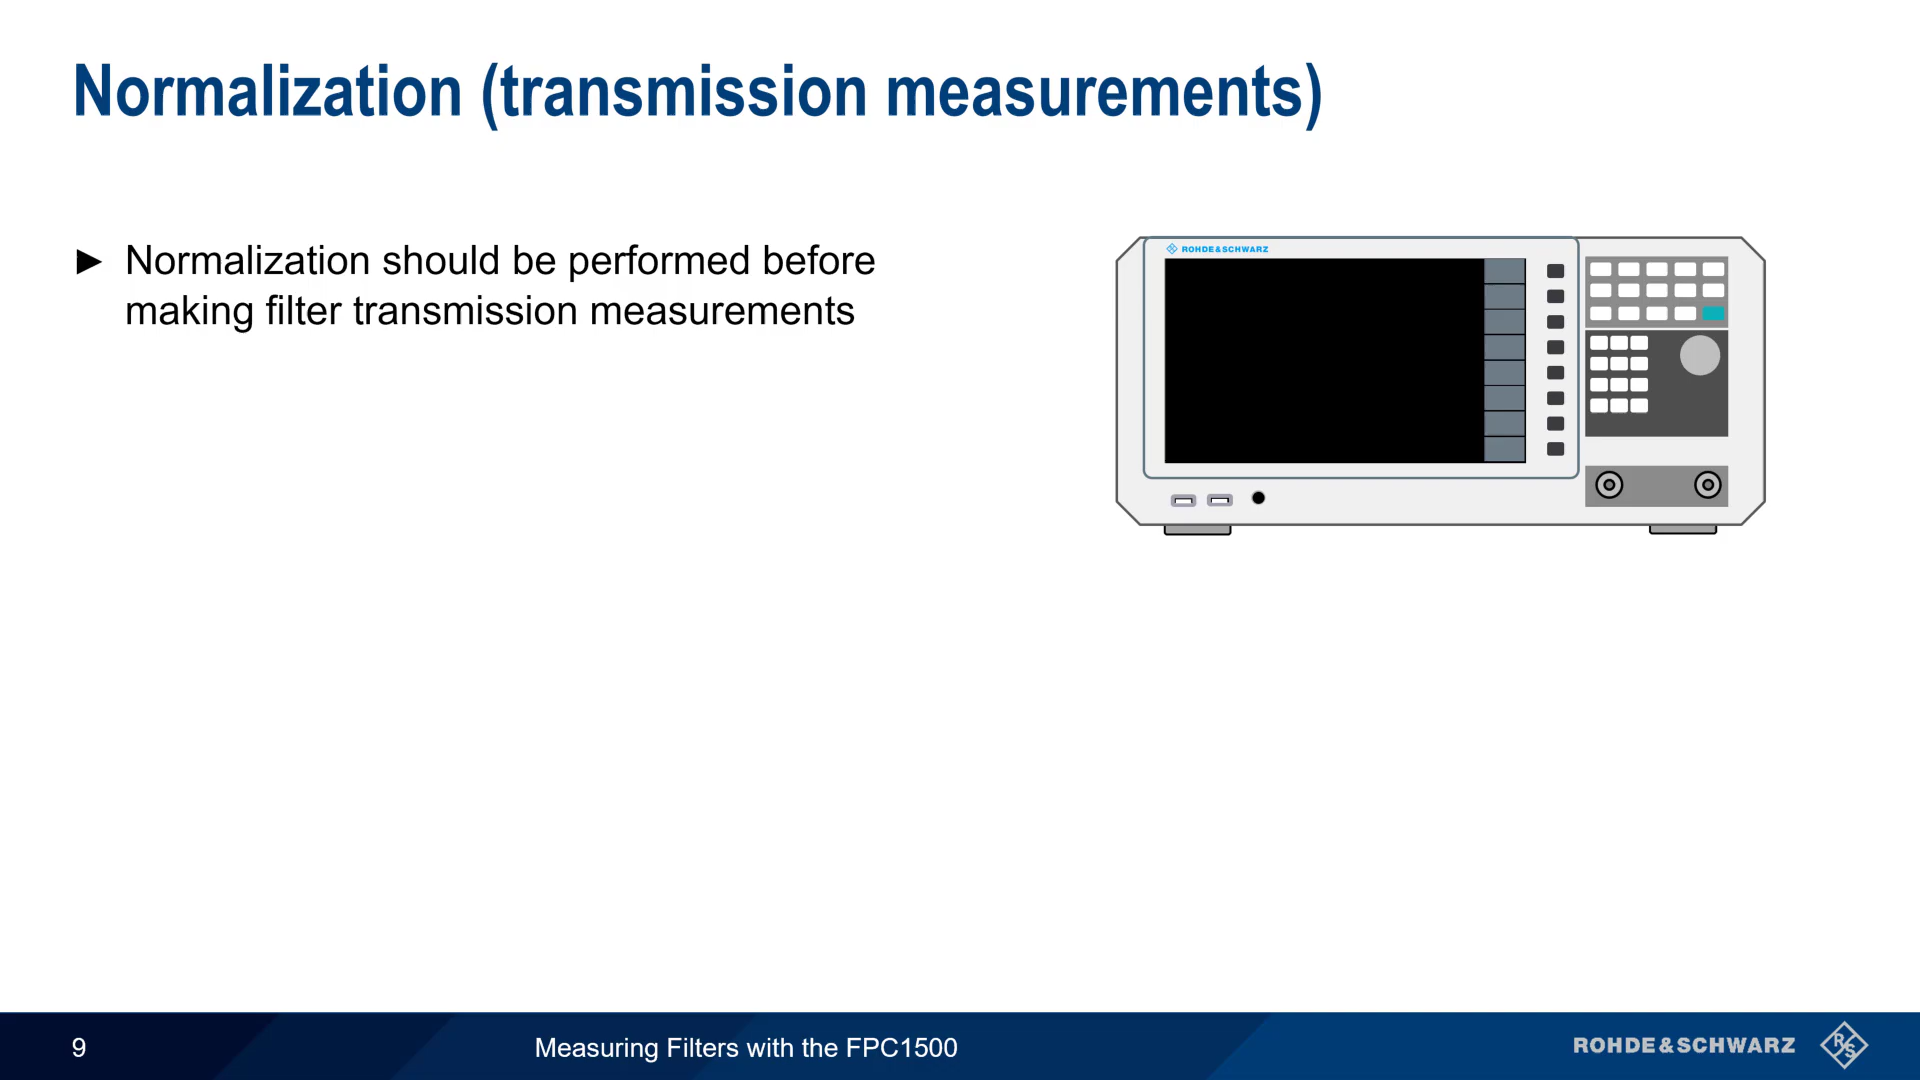 Normalization (transmission measurements)
► Normalization should be performed before
making filter transmission measurements
ROHDE&SCHWARZ
9
Measuring Filters with the FPC1500
ROHDE&SCHWARZ
R&S